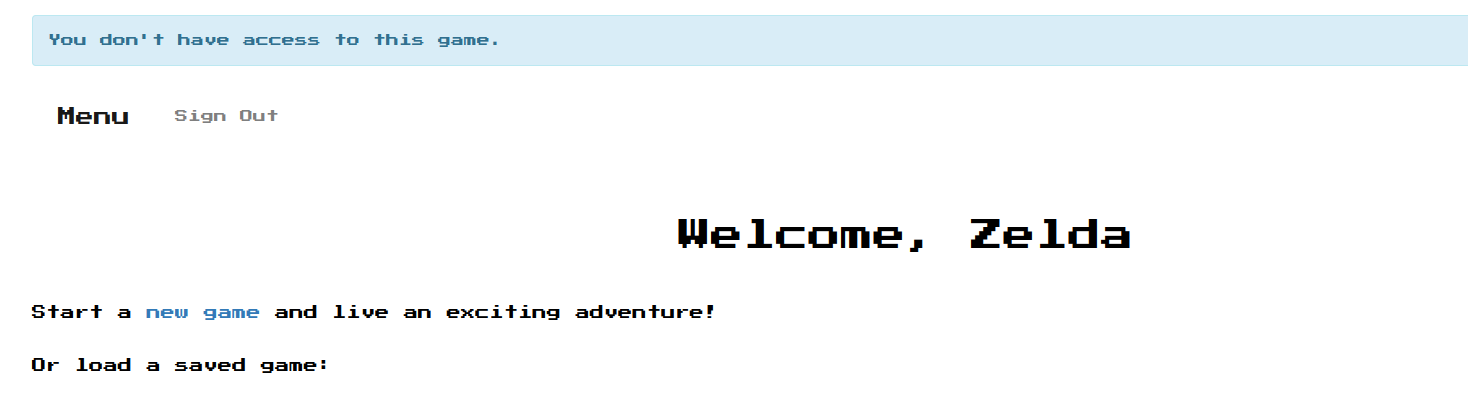 You don't have access to this game.
Menu Sign Out
Welcome, Zelda
Start a new game and live an exciting adventure!
Or load a saved game: